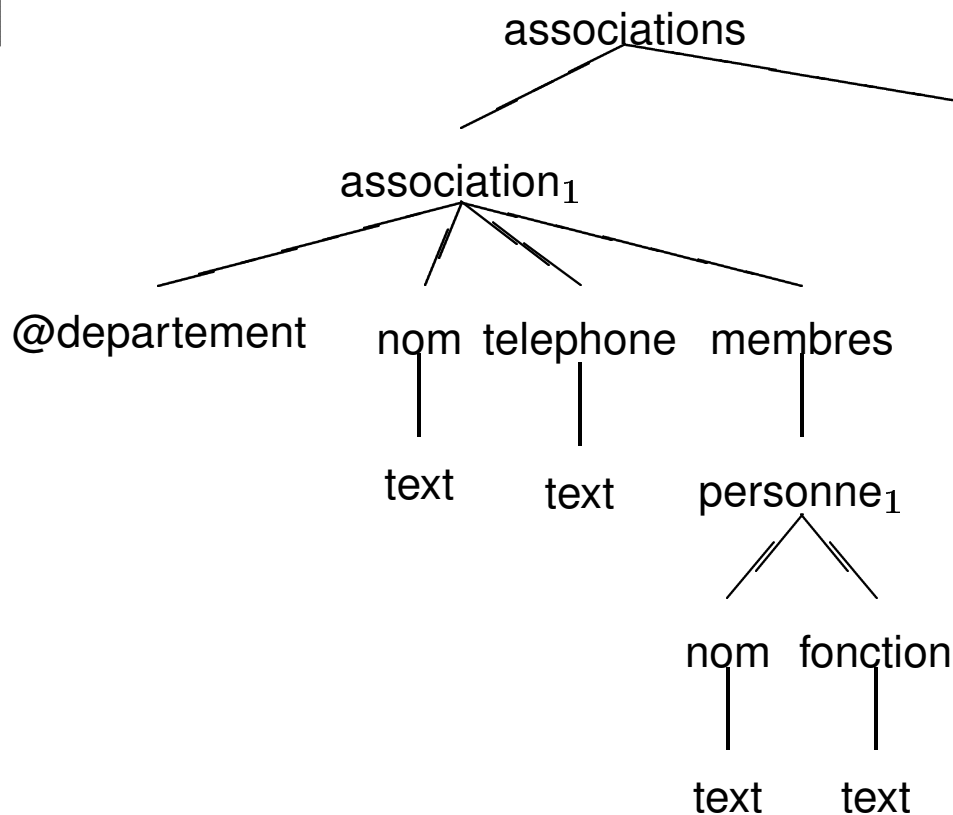 associations
association₁
@departement nom telephone membres
text text personne₁
nom fonction
text text